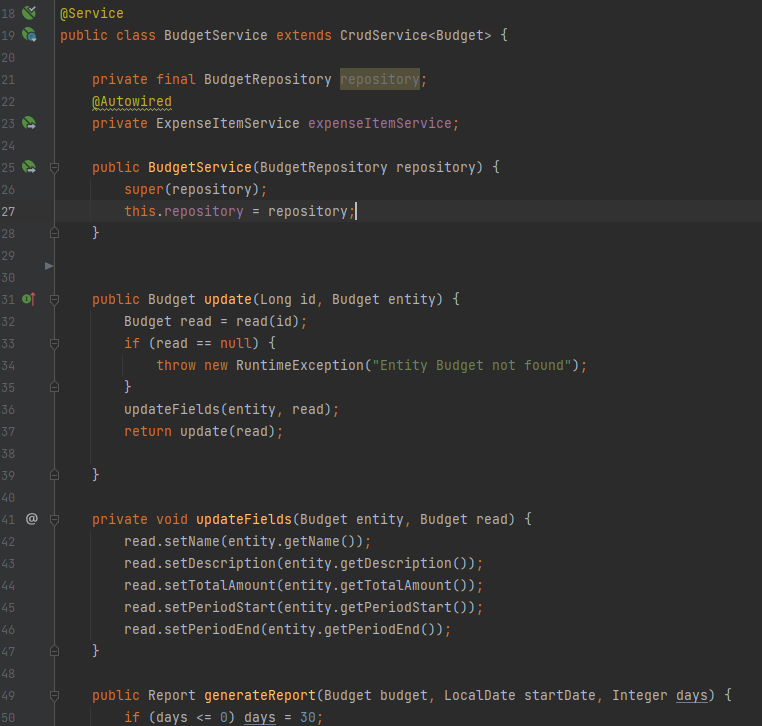 18 @Service
19 public class BudgetService extends CrudService<Budget> {
20
21     private final BudgetRepository repository;
22     @Autowired
23     private ExpenseItemService expenseItemService;
24
25     public BudgetService(BudgetRepository repository) {
26         super(repository);
27         this.repository = repository;
28     }
29
30
31     public Budget update(Long id, Budget entity) {
32         Budget read = read(id);
33         if (read == null) {
34             throw new RuntimeException("Entity Budget not found");
35         }
36         updateFields(entity, read);
37         return update(read);
38
39     }
40
41 @   private void updateFields(Budget entity, Budget read) {
42         read.setName(entity.getName());
43         read.setDescription(entity.getDescription());
44         read.setTotalAmount(entity.getTotalAmount());
45         read.setPeriodStart(entity.getPeriodStart());
46         read.setPeriodEnd(entity.getPeriodEnd());
47     }
48
49     public Report generateReport(Budget budget, LocalDate startDate, Integer days) {
50         if (days <= 0) days = 30;